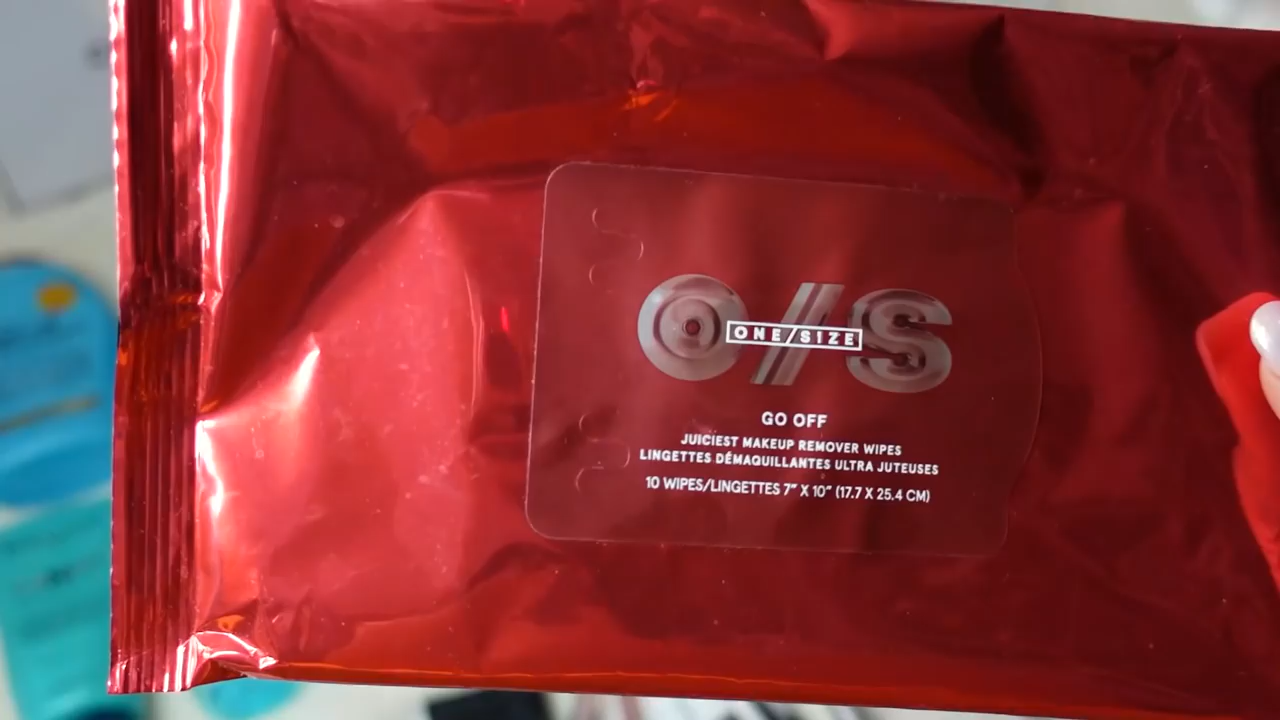 O/S
ONE/SIZE
GO OFF
JUICIEST MAKEUP REMOVER WIPES
LINGETTES DÉMAQUILLANTES ULTRA JUTEUSES
10 WIPES/LINGETTES 7” X 10” (17.7 X 25.4 CM)